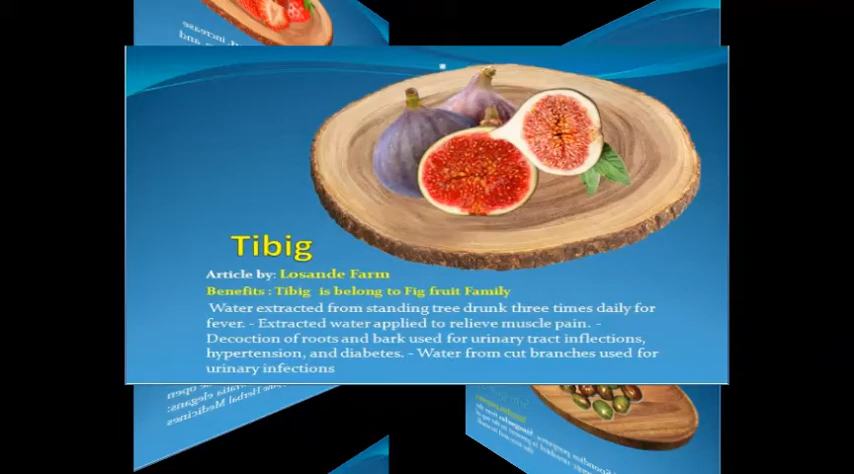 Tibig
Article by: Losande Farm
Benefits : Tibig is belong to Fig fruit Family
Water extracted from standing tree drunk three times daily for
fever. - Extracted water applied to relieve muscle pain. -
Decoction of roots and bark used for urinary tract inflections,
hypertension, and diabetes. - Water from cut branches used for
urinary infections